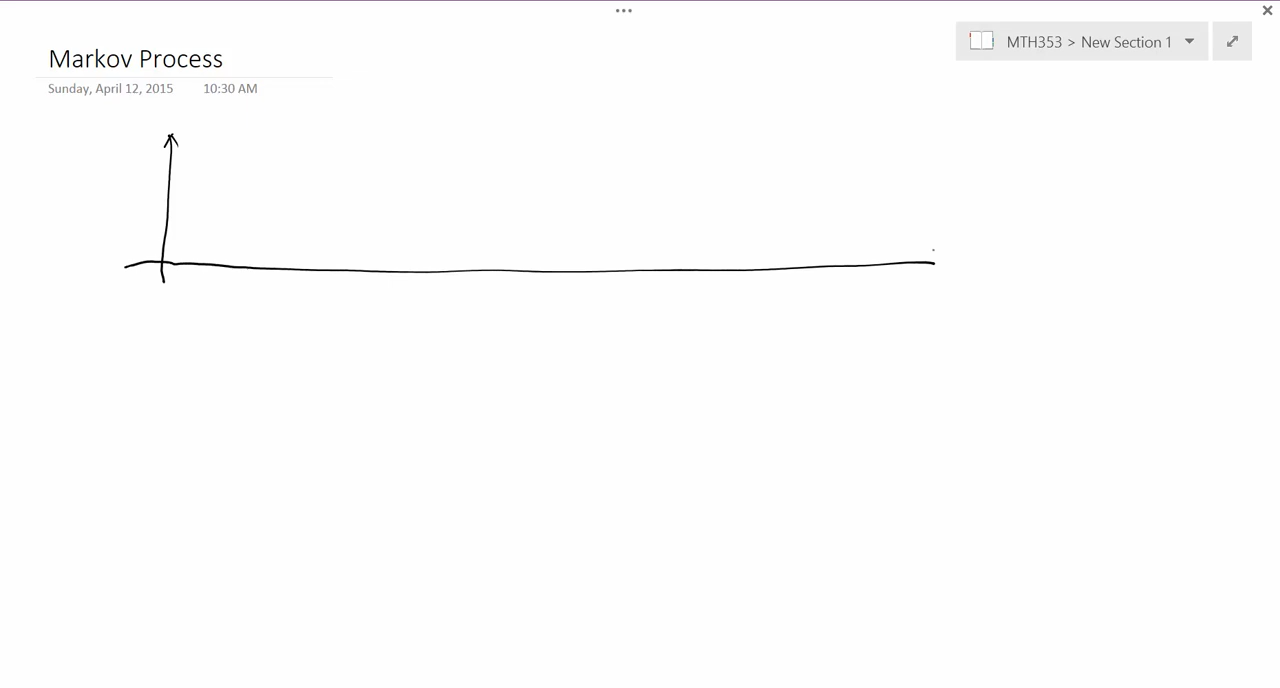 Markov Process
Sunday, April 12, 2015 10:30 AM
MTH353 > New Section 1